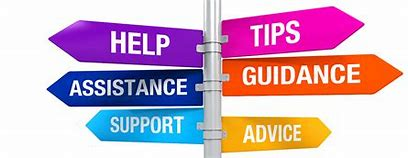 HELP
TIPS
ASSISTANCE
GUIDANCE
SUPPORT
ADVICE